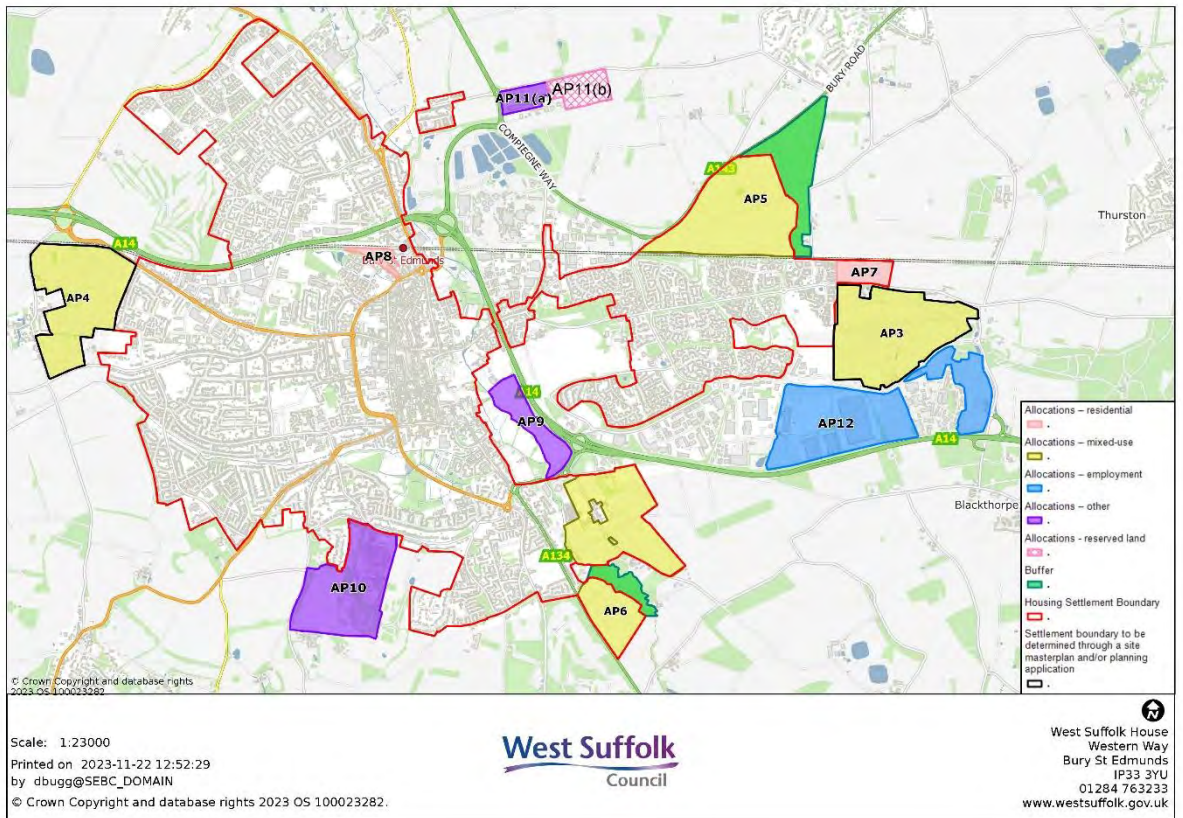 AP11(a)
AP11(b)
BURY ROAD
COMPIEGNE WAY
AP5
Thurston
A14
AP8
Bury St Edmunds
AP7
AP4
AP3
A14
AP9
AP12
A14
Blackthorpe
A134
AP10
AP6
Allocations – residential
Allocations – mixed-use
Allocations – employment
Allocations – other
Allocations - reserved land
Buffer
Housing Settlement Boundary
Settlement boundary to be
determined through a site
masterplan and/or planning
application
© Crown Copyright and database rights
2023 OS 100023282
Scale: 1:23000
Printed on 2023-11-22 12:52:29
by dbugg@SEBC_DOMAIN
© Crown Copyright and database rights 2023 OS 100023282.
West Suffolk
Council
N
West Suffolk House
Western Way
Bury St Edmunds
IP33 3YU
01284 763233
www.westsuffolk.gov.uk